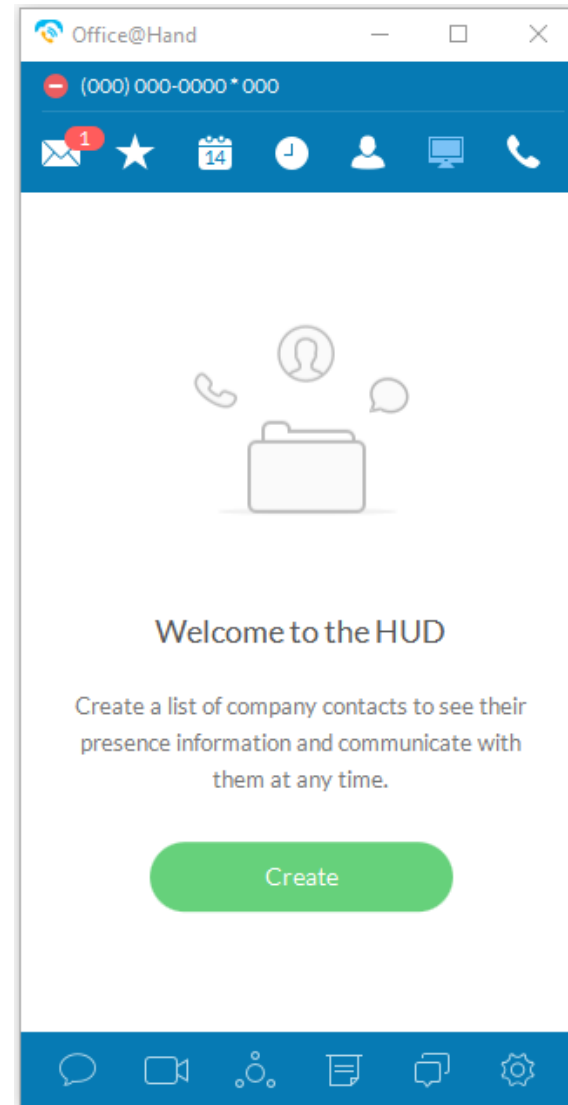 Office@Hand
(000) 000-0000 * 000
1
14
Welcome to the HUD
Create a list of company contacts to see their
presence information and communicate with
them at any time.
Create